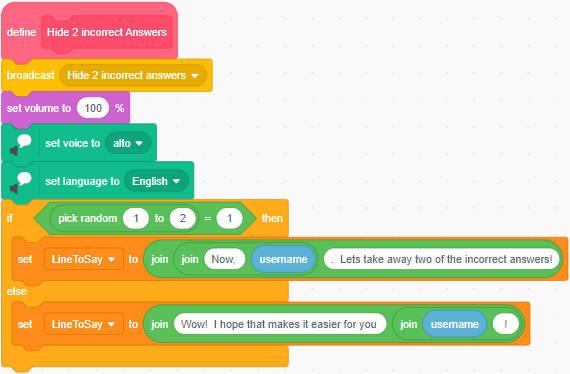 define Hide 2 incorrect Answers
broadcast Hide 2 incorrect answers
set volume to 100 %
set voice to alto
set language to English
if pick random 1 to 2 = 1 then
set LineToSay to join join Now, username . Lets take away two of the incorrect answers!
else
set LineToSay to join Wow! I hope that makes it easier for you join username !